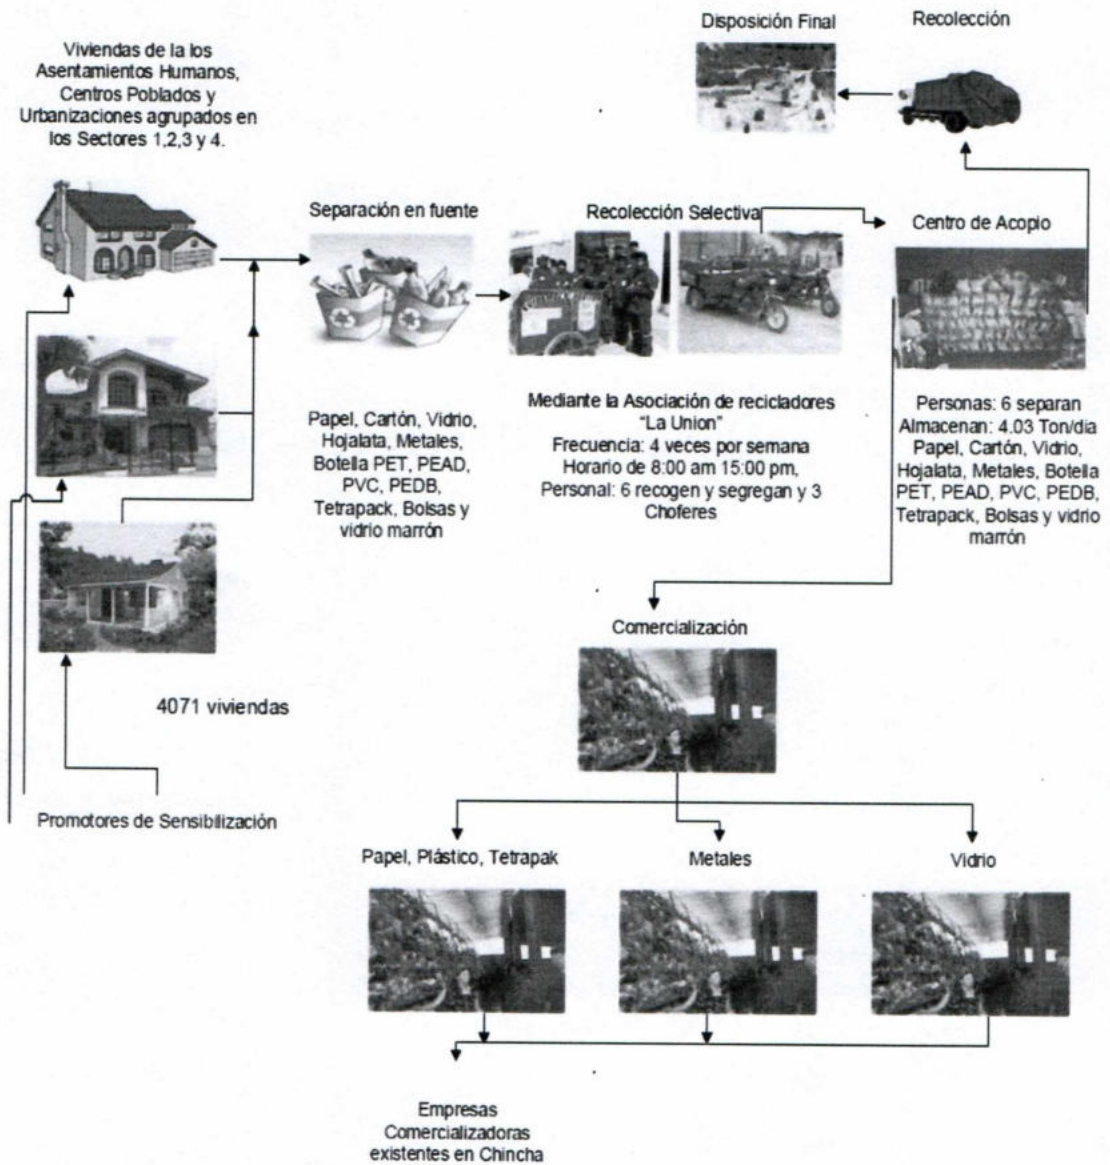 Viviendas de la los
Asentamientos Humanos,
Centros Poblados y
Urbanizaciones agrupados en
los Sectores 1,2,3 y 4.
Disposición Final
Recolección
Separación en fuente
Recolección Selectiva
Centro de Acopio
Papel, Cartón, Vidrio,
Hojalata, Metales,
Botella PET, PEAD,
PVC, PEDB,
Tetrapack, Bolsas y
vidrio marrón
Mediante la Asociación de recicladores
"La Union"
Frecuencia: 4 veces por semana
Horario de 8:00 am 15:00 pm,
Personal: 6 recogen y segregan y 3
Choferes
Personas: 6 separan
Almacenan: 4.03 Ton/dia
Papel, Cartón, Vidrio,
Hojalata, Metales, Botella
PET, PEAD, PVC, PEDB,
Tetrapack, Bolsas y vidrio
marrón
Comercialización
4071 viviendas
Promotores de Sensibilización
Papel, Plástico, Tetrapak
Metales
Vidrio
Empresas
Comercializadoras
existentes en Chincha